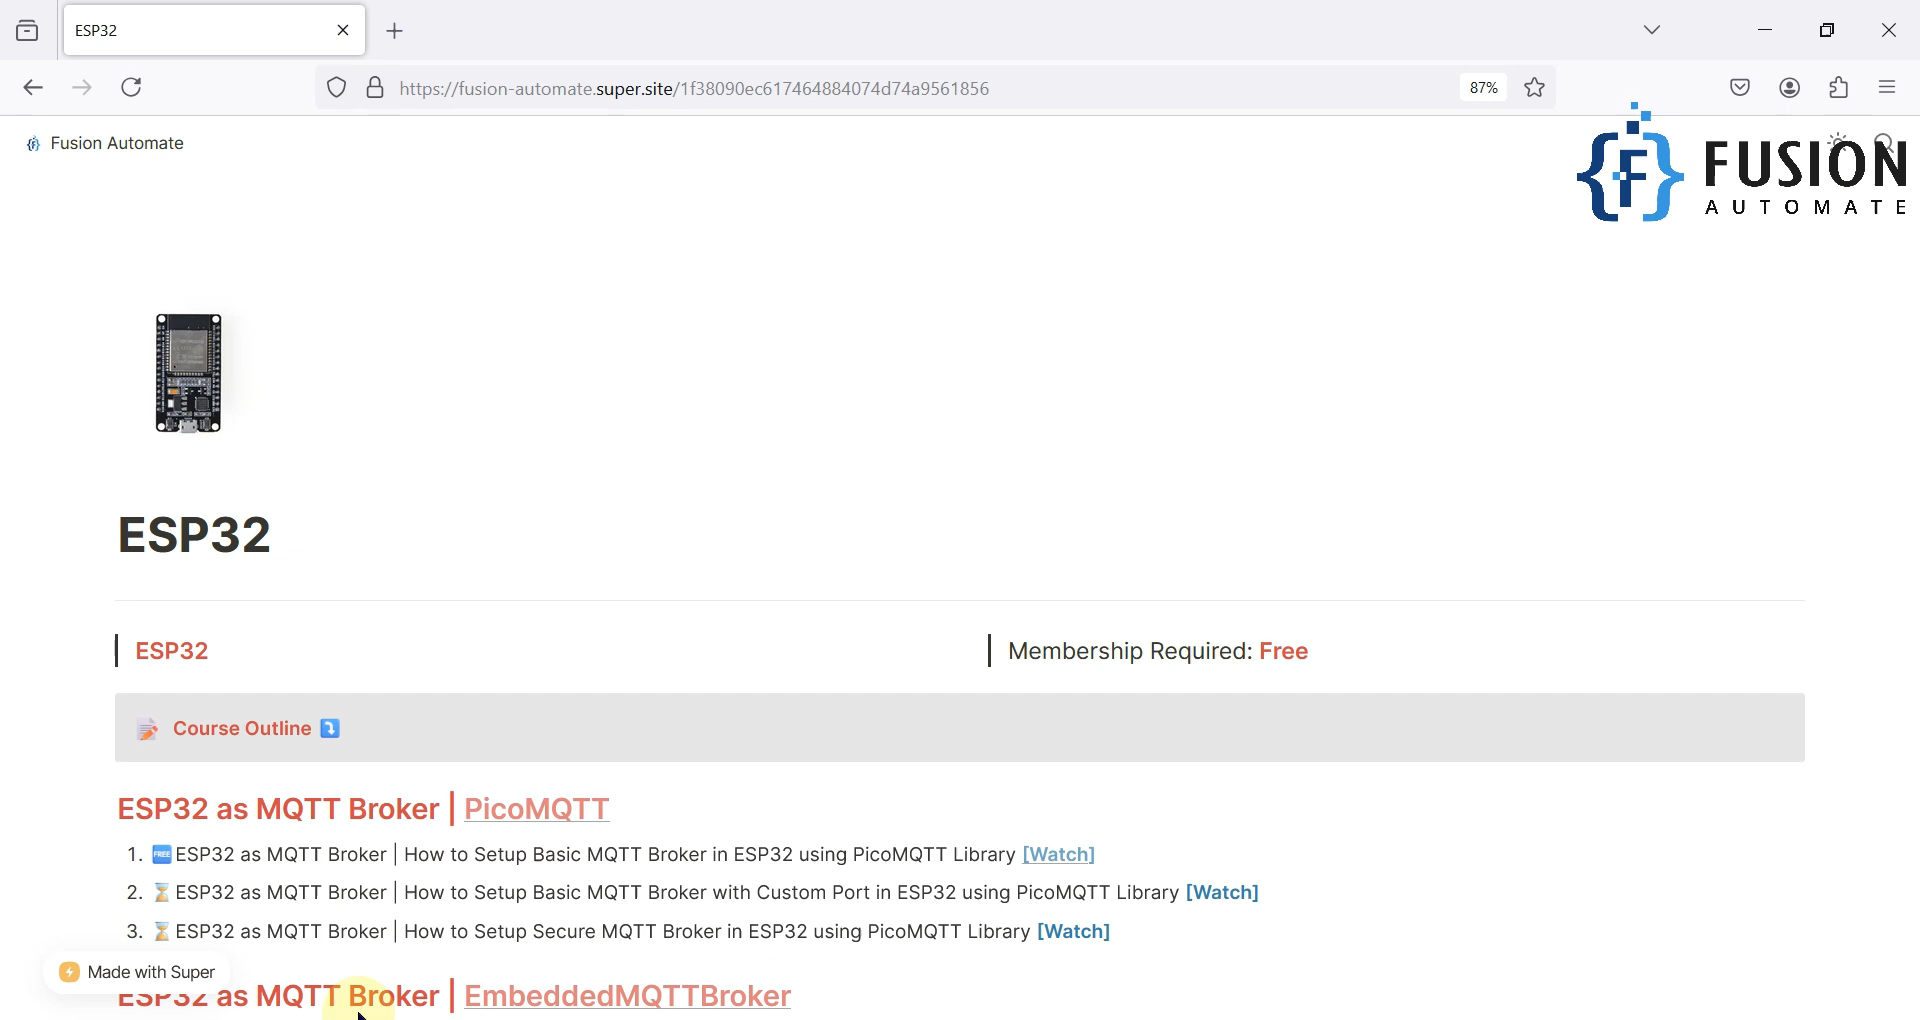 ESP32
https://fusion-automate.super.site/1f38090ec617464884074d74a9561856
87%
Fusion Automate
{F} FUSION
AUTOMATE
ESP32
ESP32
Membership Required: Free
Course Outline
ESP32 as MQTT Broker | PicoMQTT
1. FREE ESP32 as MQTT Broker | How to Setup Basic MQTT Broker in ESP32 using PicoMQTT Library [Watch]
2. ESP32 as MQTT Broker | How to Setup Basic MQTT Broker with Custom Port in ESP32 using PicoMQTT Library [Watch]
3. ESP32 as MQTT Broker | How to Setup Secure MQTT Broker in ESP32 using PicoMQTT Library [Watch]
Made with Super
ESP32 as MQTT Broker | EmbeddedMQTTBroker